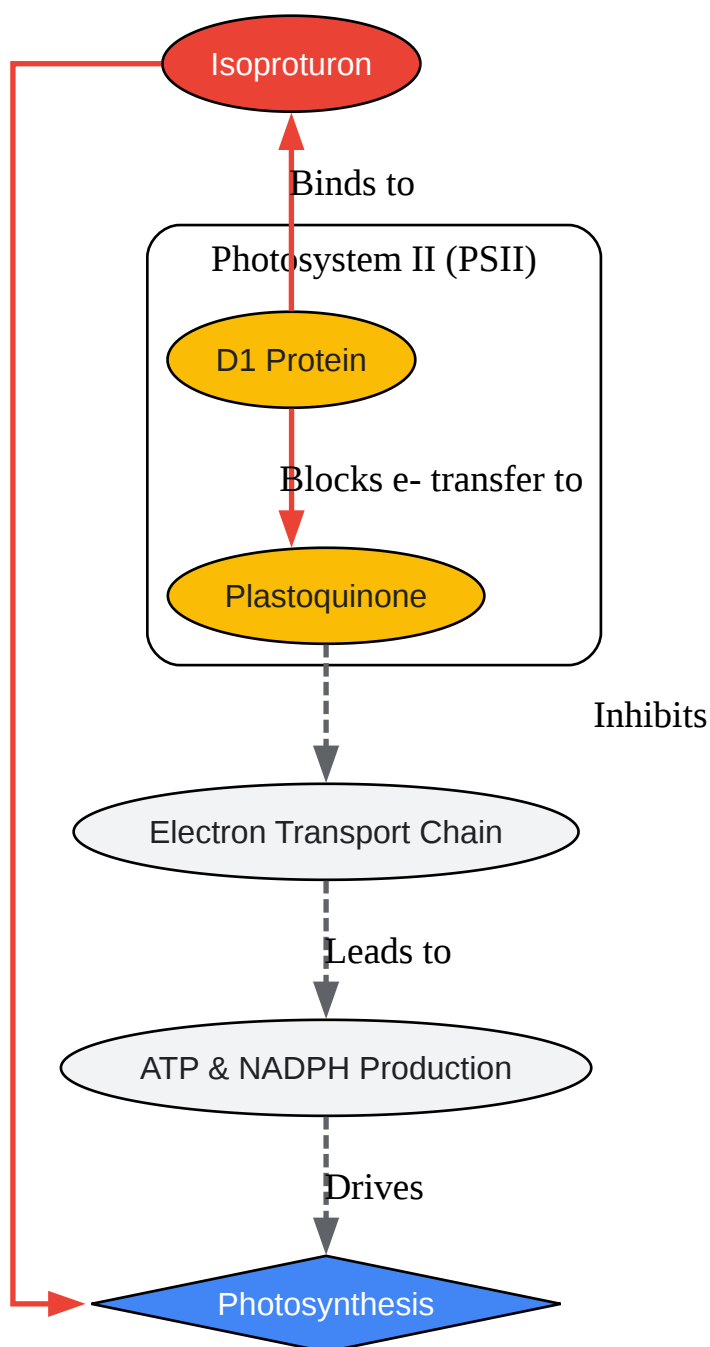 Isoproturon
Binds to
Photosystem II (PSII)
D1 Protein
Blocks e- transfer to
Plastoquinone
Inhibits
Electron Transport Chain
Leads to
ATP & NADPH Production
Drives
Photosynthesis